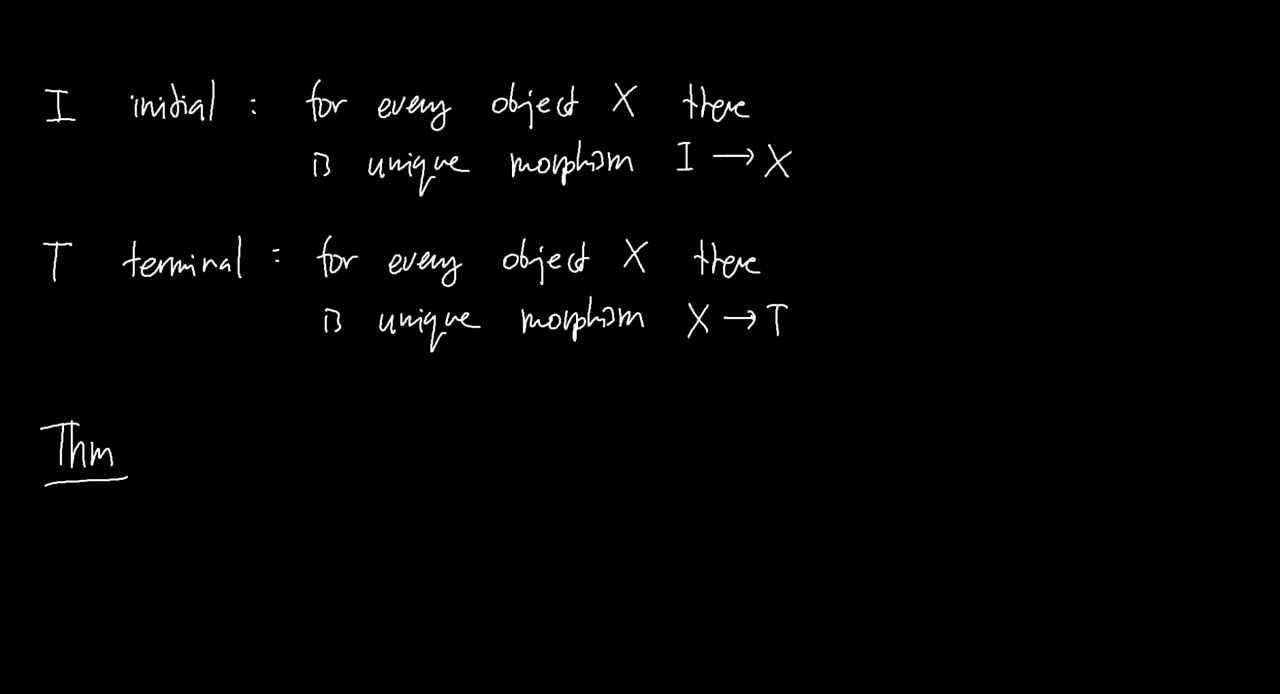 I initial : for every object X there
is unique morphism I → X
T terminal : for every object X there
is unique morphism X → T
Thm